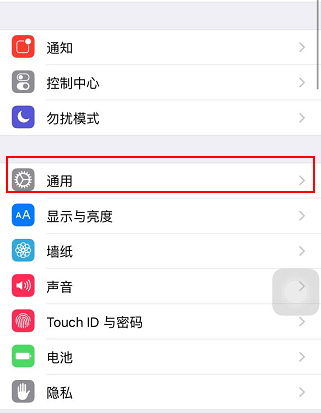 通知
控制中心
勿扰模式
通用
AA 显示与亮度
墙纸
声音
Touch ID 与密码
电池
隐私